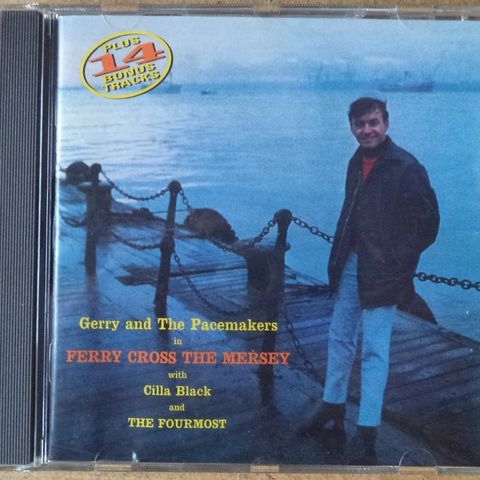 PLUS
14
BONUS
TRACKS
Gerry and The Pacemakers
in
FERRY CROSS THE MERSEY
with
Cilla Black
and
THE FOURMOST